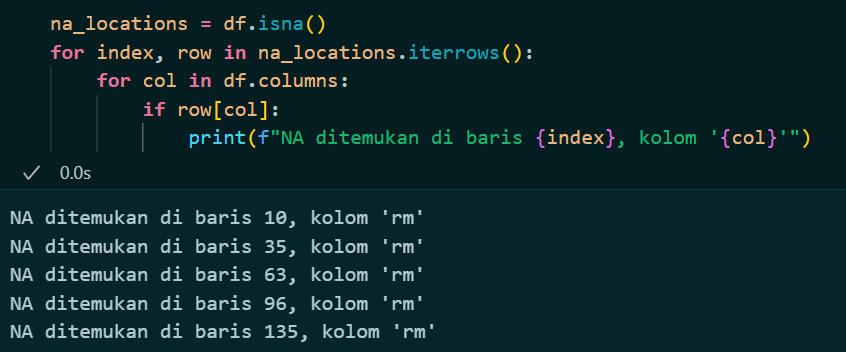 na_locations = df.isna()
for index, row in na_locations.iterrows():
    for col in df.columns:
        if row[col]:
            print(f"NA ditemukan di baris {index}, kolom '{col}'")
0.0s
NA ditemukan di baris 10, kolom 'rm'
NA ditemukan di baris 35, kolom 'rm'
NA ditemukan di baris 63, kolom 'rm'
NA ditemukan di baris 96, kolom 'rm'
NA ditemukan di baris 135, kolom 'rm'